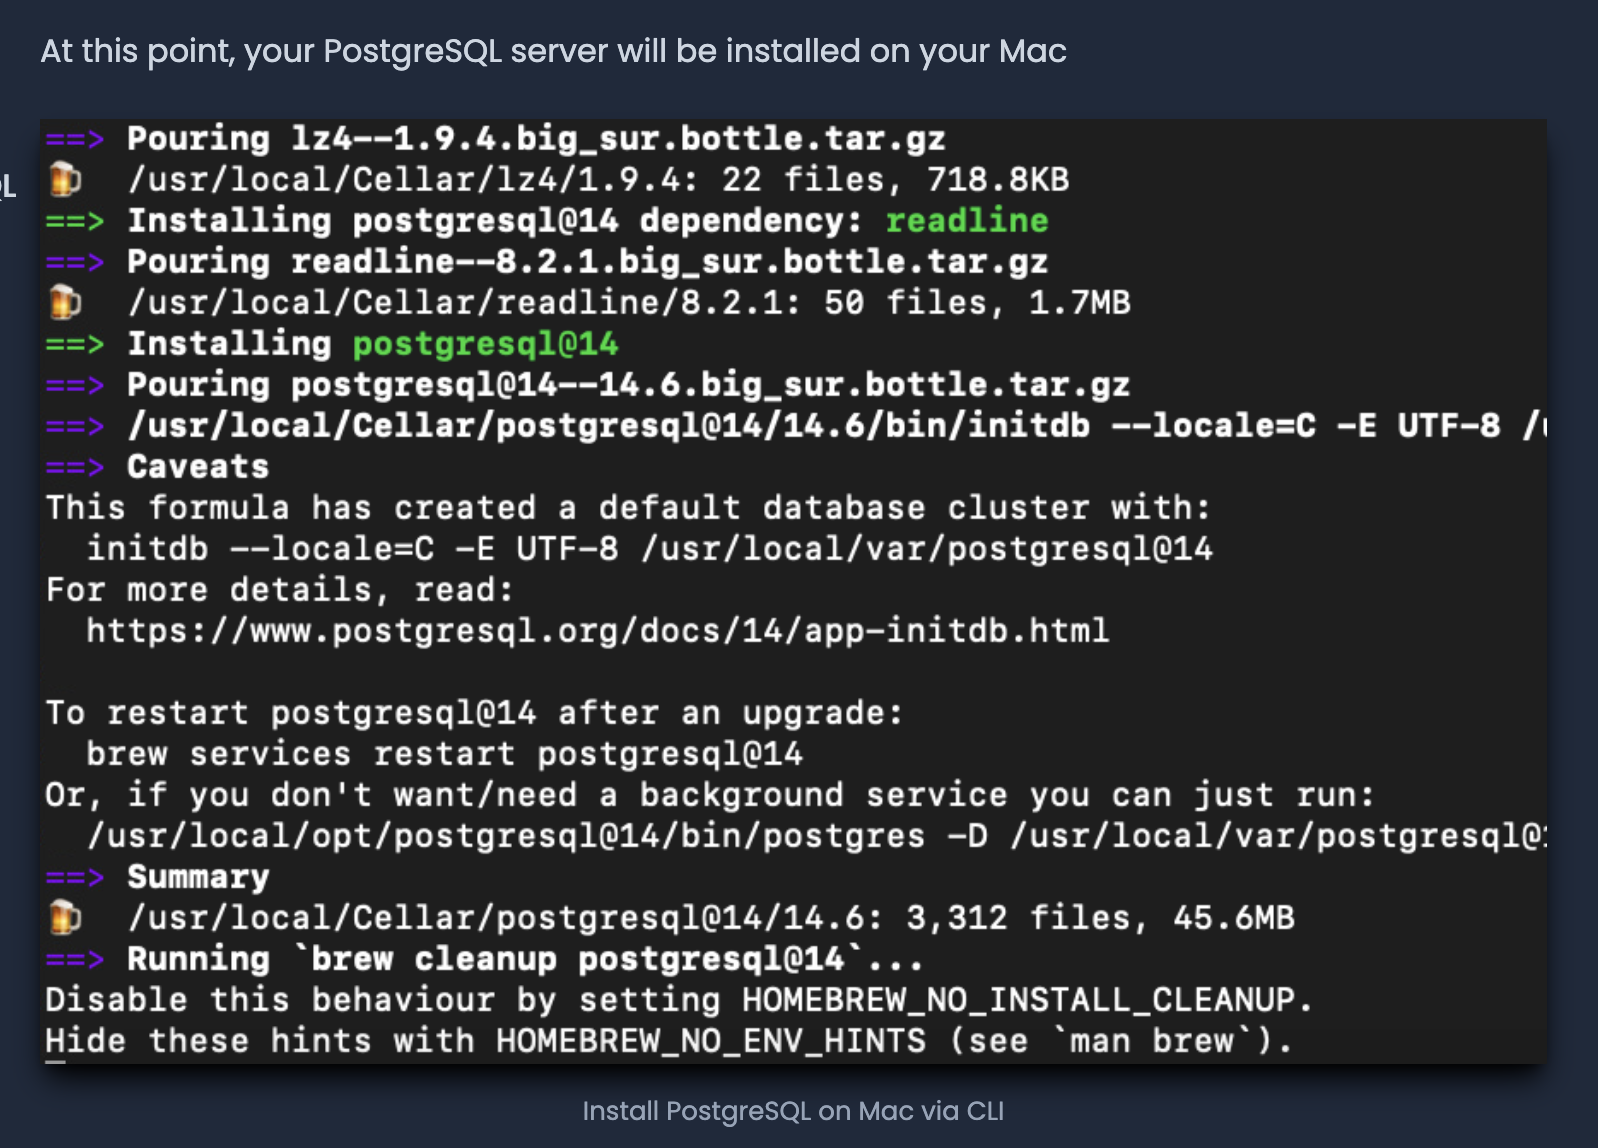 At this point, your PostgreSQL server will be installed on your Mac
QL
==> Pouring lz4--1.9.4.big_sur.bottle.tar.gz
🍺 /usr/local/Cellar/lz4/1.9.4: 22 files, 718.8KB
==> Installing postgresql@14 dependency: readline
==> Pouring readline--8.2.1.big_sur.bottle.tar.gz
🍺 /usr/local/Cellar/readline/8.2.1: 50 files, 1.7MB
==> Installing postgresql@14
==> Pouring postgresql@14--14.6.big_sur.bottle.tar.gz
==> /usr/local/Cellar/postgresql@14/14.6/bin/initdb --locale=C -E UTF-8 /
==> Caveats
This formula has created a default database cluster with:
  initdb --locale=C -E UTF-8 /usr/local/var/postgresql@14
For more details, read:
  https://www.postgresql.org/docs/14/app-initdb.html
To restart postgresql@14 after an upgrade:
  brew services restart postgresql@14
Or, if you don't want/need a background service you can just run:
  /usr/local/opt/postgresql@14/bin/postgres -D /usr/local/var/postgresql@
==> Summary
🍺 /usr/local/Cellar/postgresql@14/14.6: 3,312 files, 45.6MB
==> Running `brew cleanup postgresql@14`...
Disable this behaviour by setting HOMEBREW_NO_INSTALL_CLEANUP.
Hide these hints with HOMEBREW_NO_ENV_HINTS (see `man brew`).
Install PostgreSQL on Mac via CLI